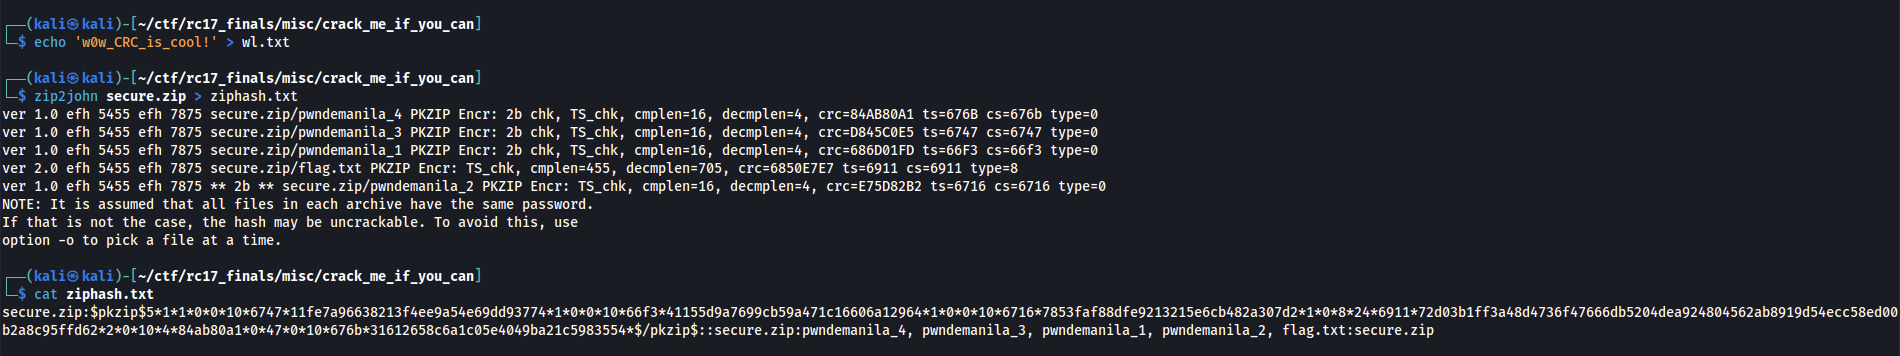 ┌──(kali㉿kali)-[~/ctf/rc17_finals/misc/crack_me_if_you_can]
└─$ echo 'w0w_CRC_is_cool!' > wl.txt
┌──(kali㉿kali)-[~/ctf/rc17_finals/misc/crack_me_if_you_can]
└─$ zip2john secure.zip > ziphash.txt
ver 1.0 efh 5455 efh 7875 secure.zip/pwndemanila_4 PKZIP Encr: 2b chk, TS_chk, cmplen=16, decmplen=4, crc=84AB80A1 ts=676B cs=676b type=0
ver 1.0 efh 5455 efh 7875 secure.zip/pwndemanila_3 PKZIP Encr: 2b chk, TS_chk, cmplen=16, decmplen=4, crc=D845C0E5 ts=6747 cs=6747 type=0
ver 1.0 efh 5455 efh 7875 secure.zip/pwndemanila_1 PKZIP Encr: 2b chk, TS_chk, cmplen=16, decmplen=4, crc=686D01FD ts=66F3 cs=66f3 type=0
ver 2.0 efh 5455 efh 7875 secure.zip/flag.txt PKZIP Encr: TS_chk, cmplen=455, decmplen=705, crc=6850E7E7 ts=6911 cs=6911 type=8
ver 1.0 efh 5455 efh 7875 ** 2b ** secure.zip/pwndemanila_2 PKZIP Encr: TS_chk, cmplen=16, decmplen=4, crc=E75D82B2 ts=6716 cs=6716 type=0
NOTE: It is assumed that all files in each archive have the same password.
If that is not the case, the hash may be uncrackable. To avoid this, use
option -o to pick a file at a time.
┌──(kali㉿kali)-[~/ctf/rc17_finals/misc/crack_me_if_you_can]
└─$ cat ziphash.txt
secure.zip:$pkzip$5*1*1*0*0*10*6747*11fe7a96638213f4ee9a54e69dd93774*1*0*0*10*66f3*41155d9a7699cb59a471c16606a12964*1*0*0*10*6716*7853faf88dfe9213215e6cb482a307d2*1*0*8*24*6911*72d03b1ff3a48d4736f47666db5204dea924804562ab8919d54ecc58ed00
b2a8c95ffd62*2*0*10*4*84ab80a1*0*47*0*10*676b*31612658c6a1c05e4049ba21c5983554*$/pkzip$::secure.zip:pwndemanila_4, pwndemanila_3, pwndemanila_1, pwndemanila_2, flag.txt:secure.zip